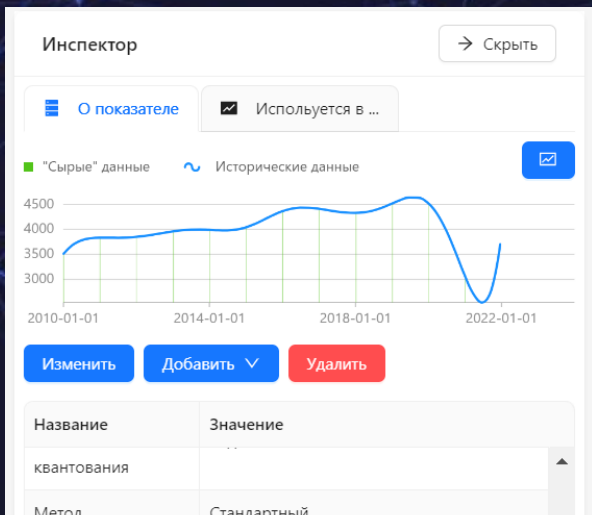 Инспектор
Скрыть
О показателе
Используется в ...
"Сырые" данные
Исторические данные
4500
4000
3500
3000
2010-01-01 2014-01-01 2018-01-01 2022-01-01
Изменить Добавить Удалить
Название Значение
квантования
Метод Стандартный